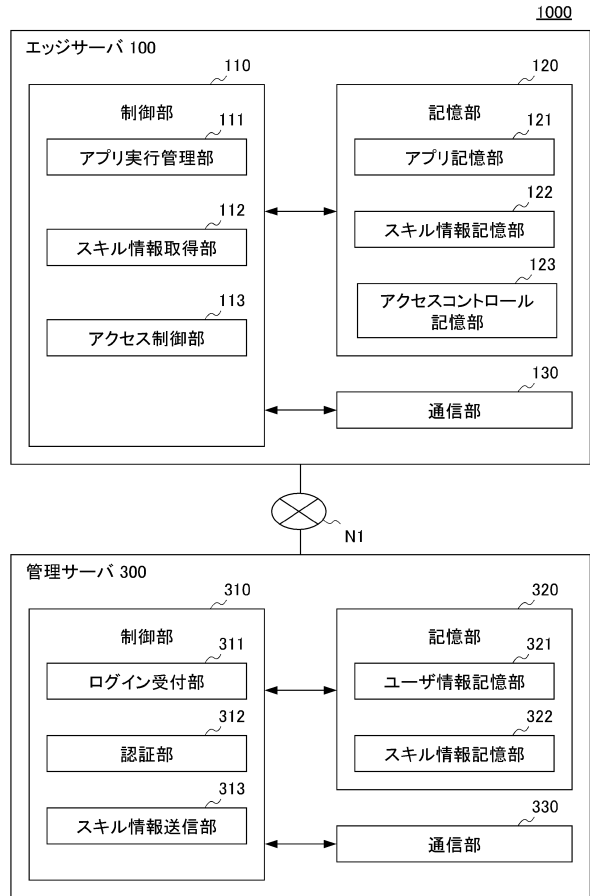 1000
エッジサーバ 100
110
制御部
111
アプリ実行管理部
112
スキル情報取得部
113
アクセス制御部
120
記憶部
121
アプリ記憶部
122
スキル情報記憶部
123
アクセスコントロール
記憶部
130
通信部
N1
管理サーバ 300
310
制御部
311
ログイン受付部
312
認証部
313
スキル情報送信部
320
記憶部
321
ユーザ情報記憶部
322
スキル情報記憶部
330
通信部